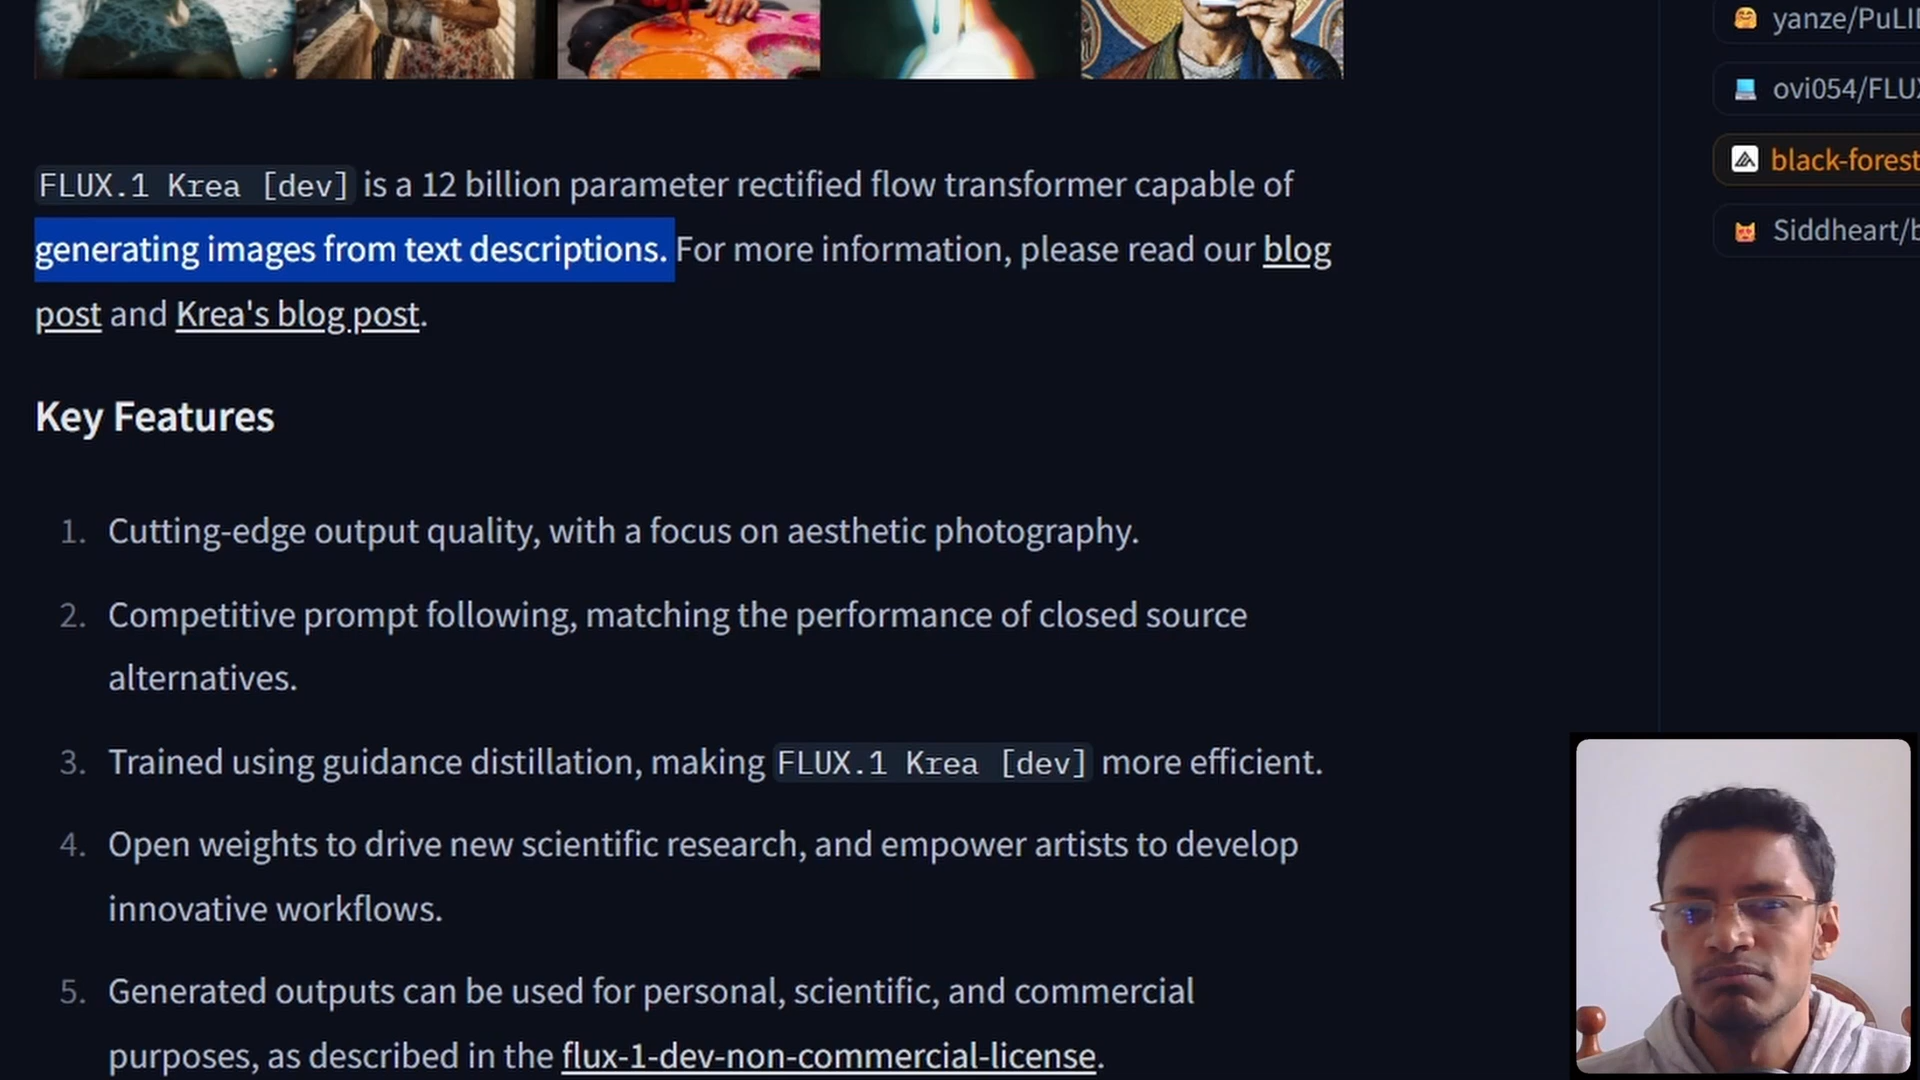 yanze/PuLI
ovi054/FLUX
black-forest
Siddheart/b
FLUX.1 Krea [dev] is a 12 billion parameter rectified flow transformer capable of
generating images from text descriptions. For more information, please read our blog
post and Krea's blog post.
Key Features
1. Cutting-edge output quality, with a focus on aesthetic photography.
2. Competitive prompt following, matching the performance of closed source
alternatives.
3. Trained using guidance distillation, making FLUX.1 Krea [dev] more efficient.
4. Open weights to drive new scientific research, and empower artists to develop
innovative workflows.
5. Generated outputs can be used for personal, scientific, and commercial
purposes, as described in the flux-1-dev-non-commercial-license.